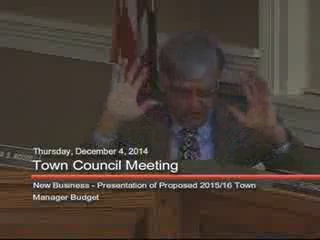 Thursday, December 4, 2014
Town Council Meeting
New Business - Presentation of Proposed 2015/16 Town
Manager Budget